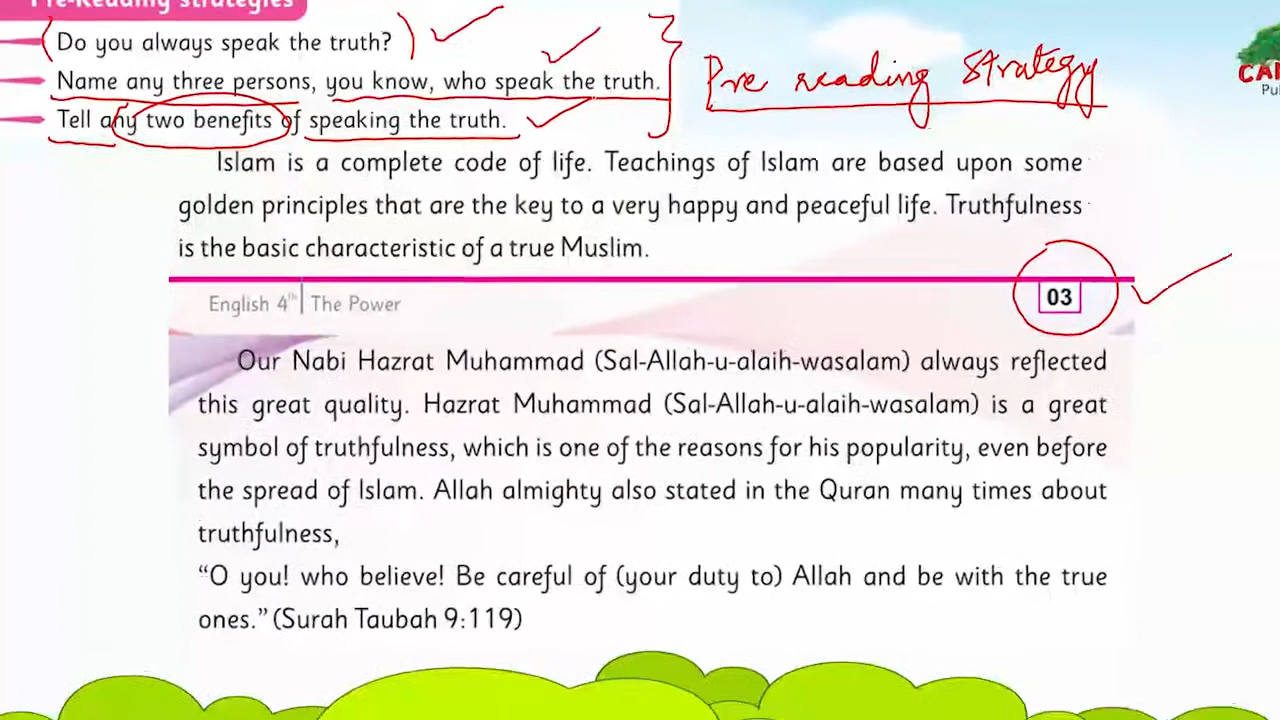 Pre-Reading Strategies
Do you always speak the truth?
Name any three persons, you know, who speak the truth.
Tell any two benefits of speaking the truth.
Pre reading Strategy
Islam is a complete code of life. Teachings of Islam are based upon some
golden principles that are the key to a very happy and peaceful life. Truthfulness
is the basic characteristic of a true Muslim.
English 4th | The Power
03
Our Nabi Hazrat Muhammad (Sal-Allah-u-alaih-wasalam) always reflected
this great quality. Hazrat Muhammad (Sal-Allah-u-alaih-wasalam) is a great
symbol of truthfulness, which is one of the reasons for his popularity, even before
the spread of Islam. Allah almighty also stated in the Quran many times about
truthfulness,
“O you! who believe! Be careful of (your duty to) Allah and be with the true
ones.” (Surah Taubah 9:119)